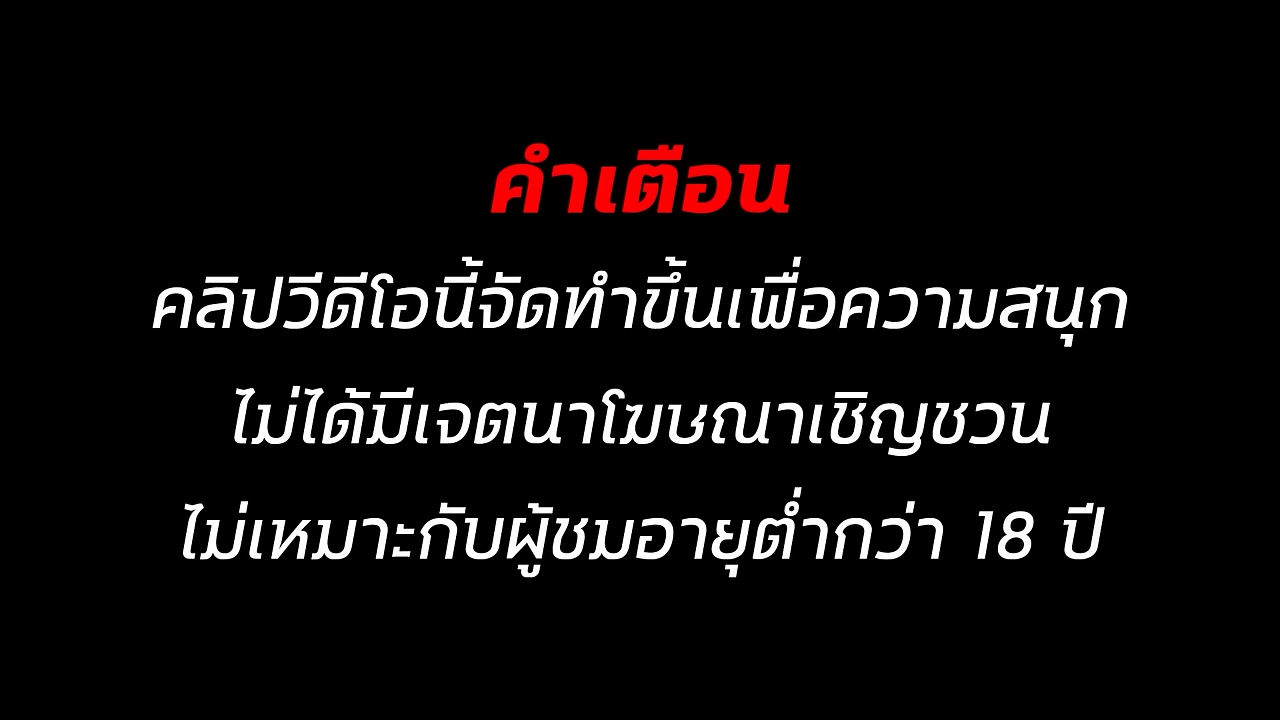 คำเตือน
คลิปวีดีโอนี้จัดทำขึ้นเพื่อความสนุก
ไม่ได้มีเจตนาโฆษณาเชิญชวน
ไม่เหมาะกับผู้ชมอายุต่ำกว่า 18 ปี